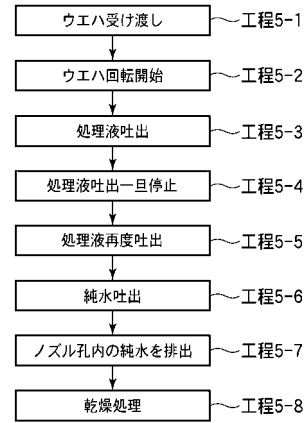 ウエハ受け渡し 工程5-1
ウエハ回転開始 工程5-2
処理液吐出 工程5-3
処理液吐出一旦停止 工程5-4
処理液再度吐出 工程5-5
純水吐出 工程5-6
ノズル孔内の純水を排出 工程5-7
乾燥処理 工程5-8